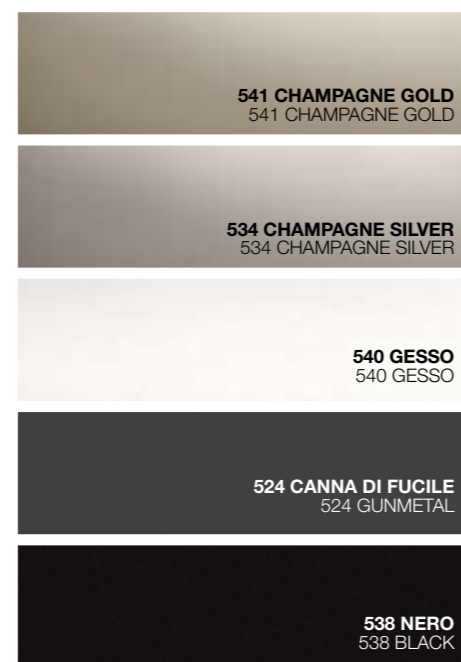 541 CHAMPAGNE GOLD
541 CHAMPAGNE GOLD
534 CHAMPAGNE SILVER
534 CHAMPAGNE SILVER
540 GESSO
540 GESSO
524 CANNA DI FUCILE
524 GUNMETAL
538 NERO
538 BLACK